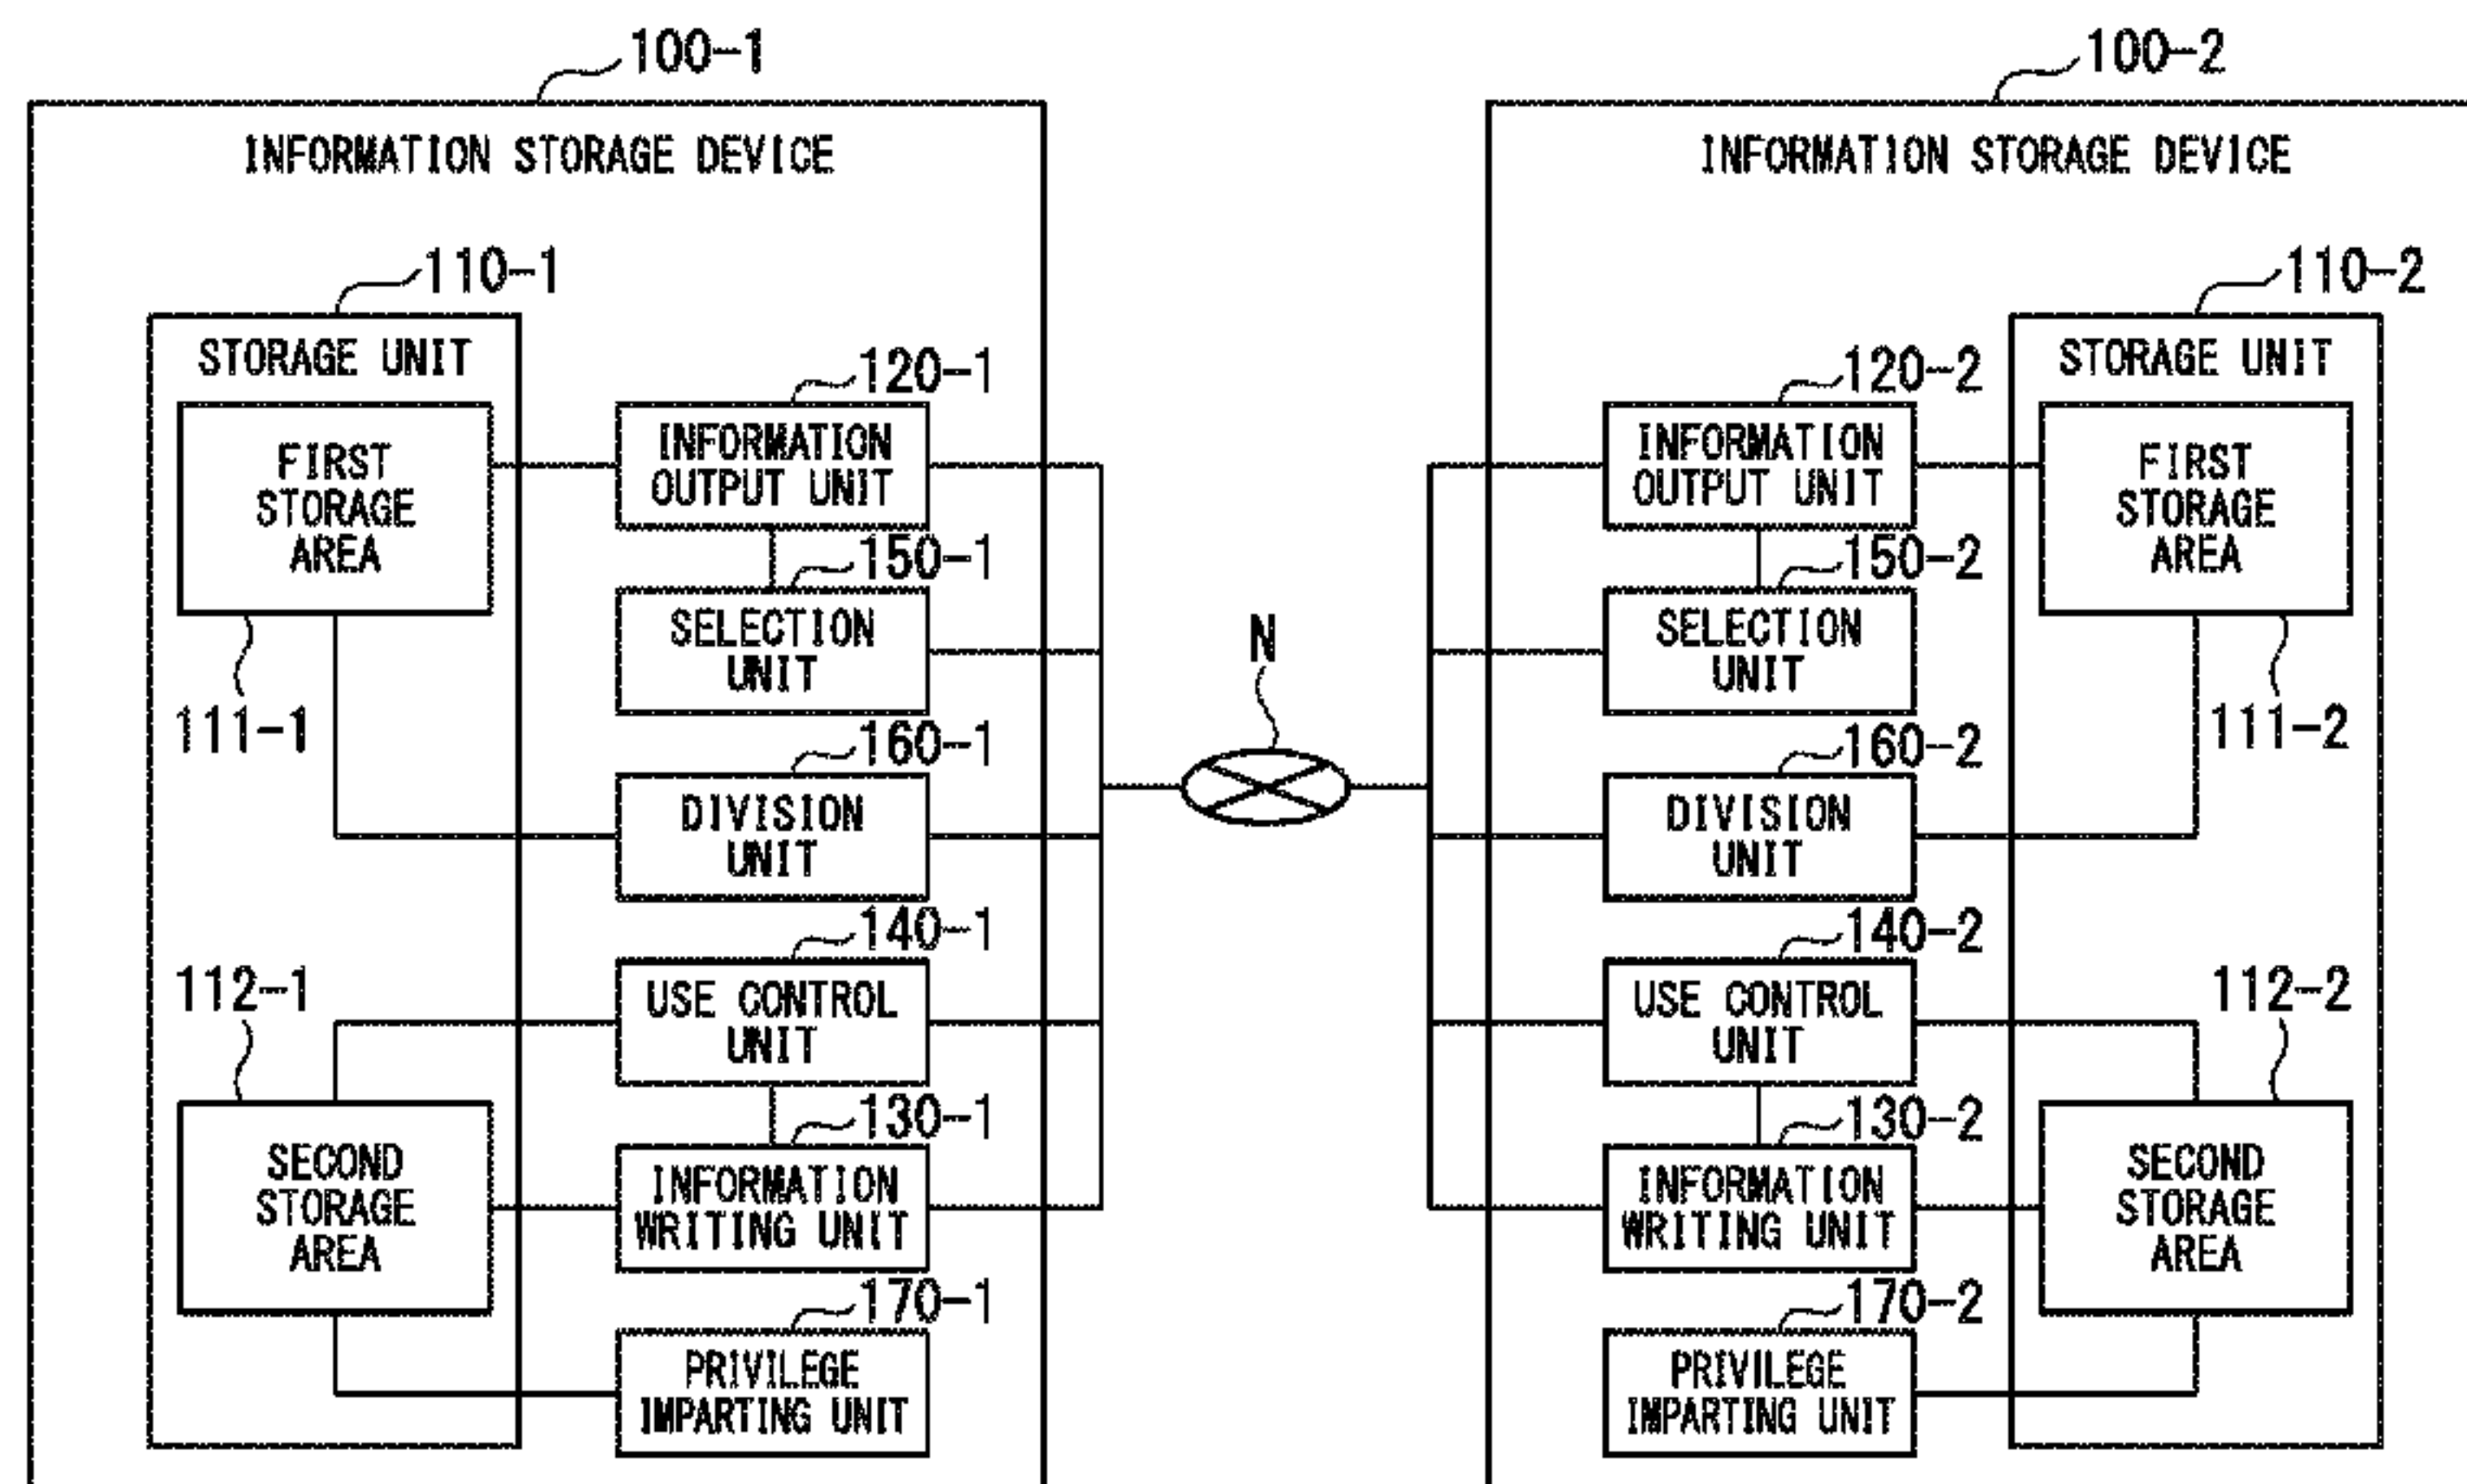 100-1
INFORMATION STORAGE DEVICE
110-1
STORAGE UNIT
FIRST
STORAGE
AREA
111-1
120-1
INFORMATION
OUTPUT UNIT
150-1
SELECTION
UNIT
160-1
DIVISION
UNIT
140-1
USE CONTROL
UNIT
112-1
SECOND
STORAGE
AREA
130-1
INFORMATION
WRITING UNIT
170-1
PRIVILEGE
IMPARTING UNIT
N
100-2
INFORMATION STORAGE DEVICE
110-2
STORAGE UNIT
120-2
INFORMATION
OUTPUT UNIT
FIRST
STORAGE
AREA
150-2
SELECTION
UNIT
111-2
160-2
DIVISION
UNIT
140-2
USE CONTROL
UNIT
112-2
130-2
INFORMATION
WRITING UNIT
SECOND
STORAGE
AREA
170-2
PRIVILEGE
IMPARTING UNIT